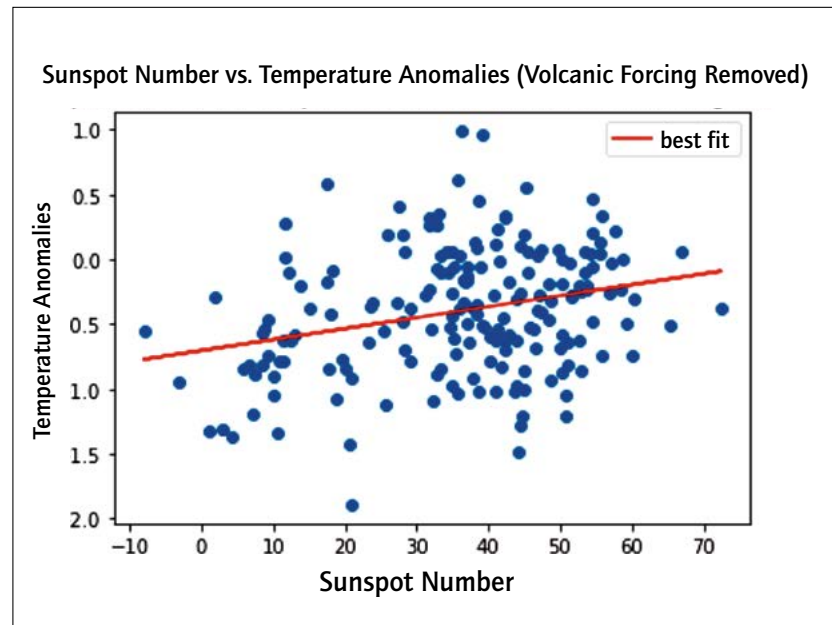 Sunspot Number vs. Temperature Anomalies (Volcanic Forcing Removed)
best fit
Temperature Anomalies
1.0
0.5
0.0
0.5
1.0
1.5
2.0
−10 0 10 20 30 40 50 60 70
Sunspot Number